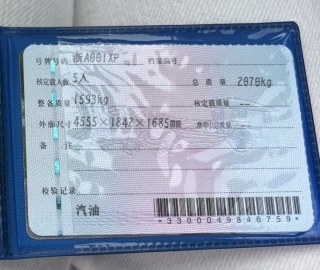 号牌号码 浙A001XP 档案编号
核定载人数 5人 总质量 2070kg
整备质量 1593kg 核定载质量 --
外廓尺寸 4555×1842×1685mm 准牵引总质量 --
备注
检验记录
汽油
*3300049846759*